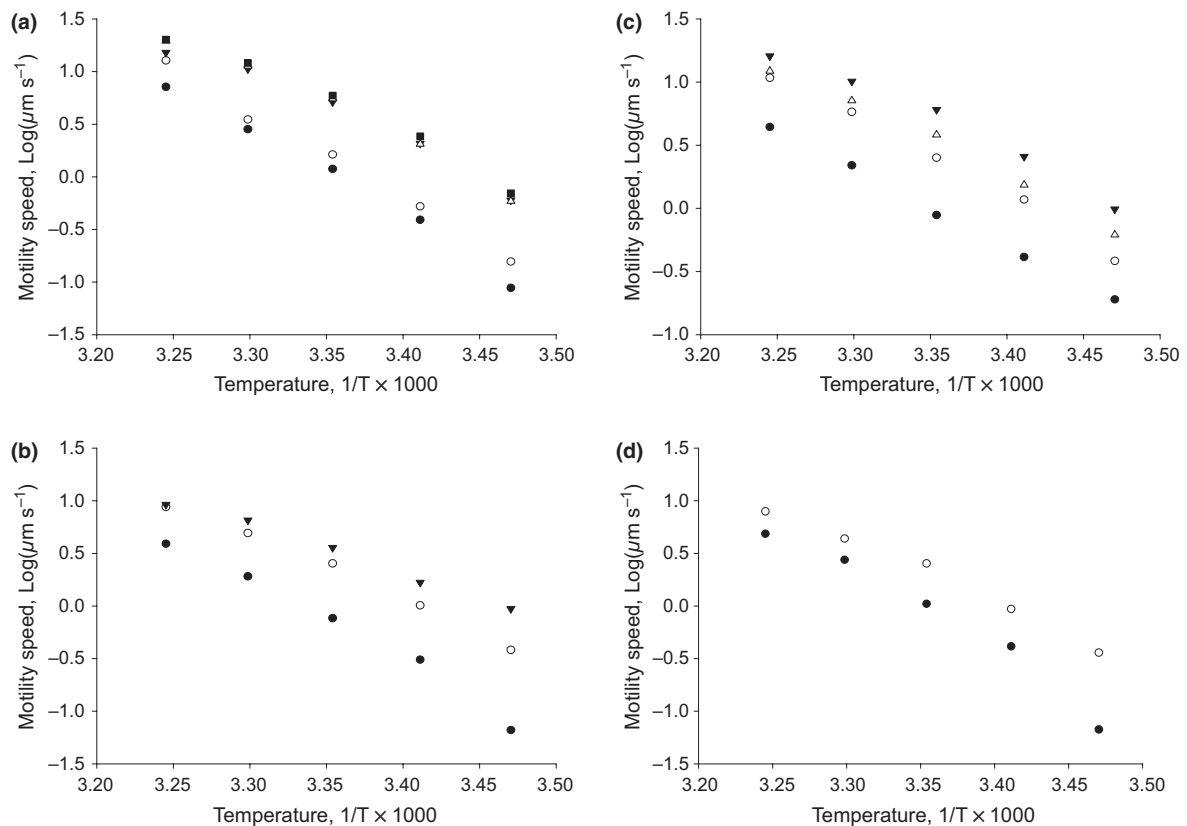 (a)
1.5
1.0
0.5
0.0
–0.5
–1.0
–1.5
Motility speed, Log(µm s⁻¹)
3.20 3.25 3.30 3.35 3.40 3.45 3.50
Temperature, 1/T × 1000
(c)
1.5
1.0
0.5
0.0
–0.5
–1.0
Motility speed, Log(µm s⁻¹)
3.20 3.25 3.30 3.35 3.40 3.45 3.50
Temperature, 1/T × 1000
(b)
1.5
1.0
0.5
0.0
–0.5
–1.0
–1.5
Motility speed, Log(µm s⁻¹)
3.20 3.25 3.30 3.35 3.40 3.45 3.50
Temperature, 1/T × 1000
(d)
1.5
1.0
0.5
0.0
–0.5
–1.0
–1.5
Motility speed, Log(µm s⁻¹)
3.20 3.25 3.30 3.35 3.40 3.45 3.50
Temperature, 1/T × 1000